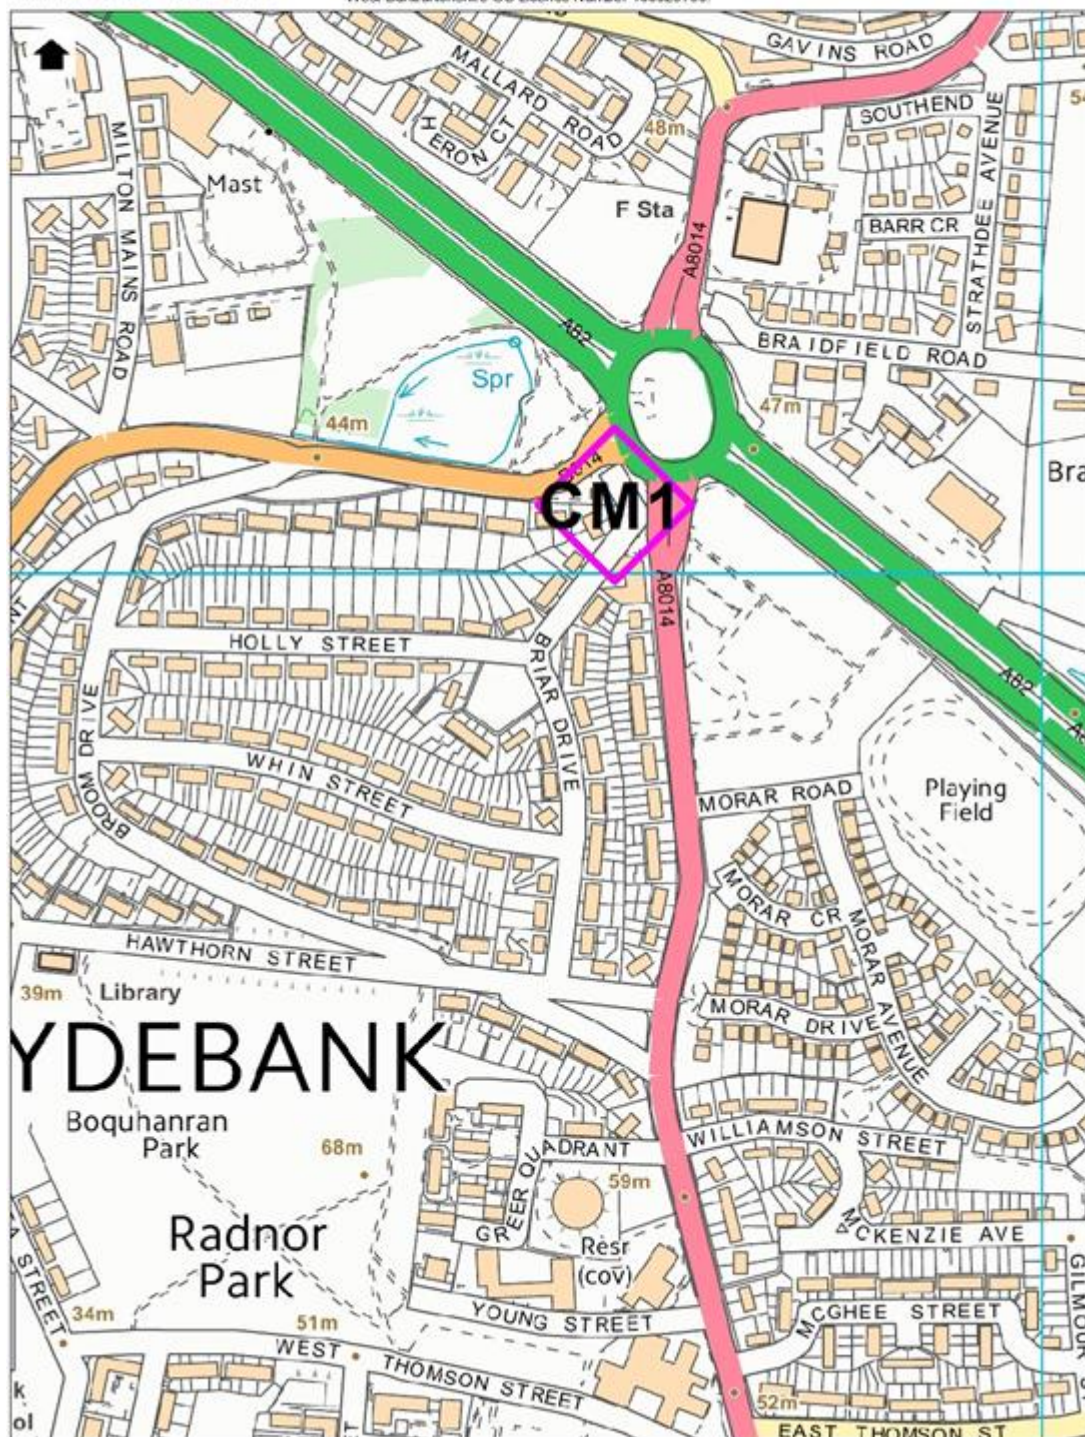 GAVINS ROAD
MALLARD ROAD
HERON CT
48m
SOUTHEND
MILTON MAINS ROAD
Mast
F Sta
A8014
BARR CR
STRATHDEE AVENUE
A82
BRAIDFIELD ROAD
Spr
47m
44m
Bra
CM1
A8014
HOLLY STREET
BRIAR DRIVE
A82
BROOM DRIVE
WHIN STREET
MORAR ROAD
Playing
Field
MORAR CR
MORAR AVENUE
HAWTHORN STREET
39m
Library
MORAR DRIVE
YDEBANK
Boquhanran
Park
68m
GREER QUADRANT
WILLIAMSON STREET
59m
Radnor
Park
Resr
(cov)
MCKENZIE AVE
YOUNG STREET
MCGHEE STREET
STREET
34m
51m
WEST THOMSON STREET
52m
EAST THOMSON ST